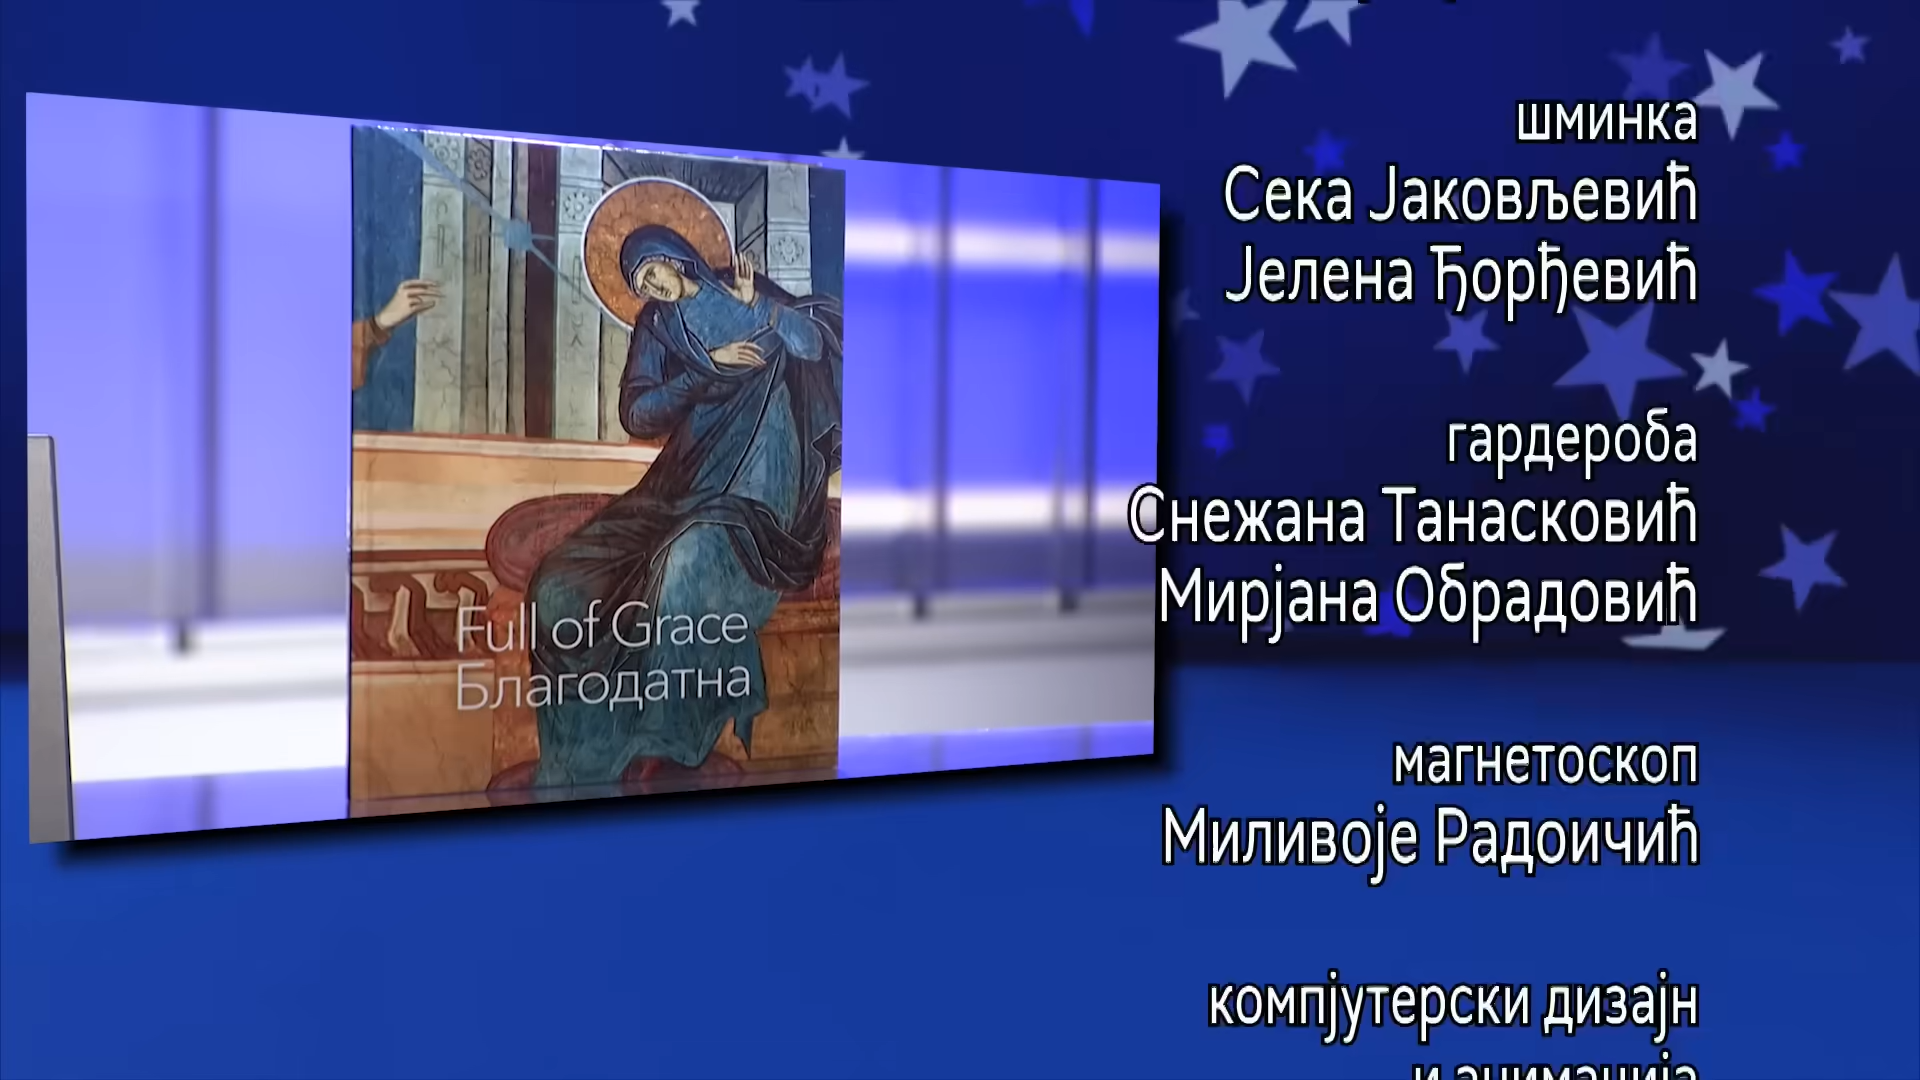 Full of Grace
Благодатна
шминка
Сека Јаковљевић
Јелена Ђорђевић
гардероба
Снежана Танасковић
Мирјана Обрадовић
магнетоскоп
Миливоје Радоичић
компјутерски дизајн
и анимација